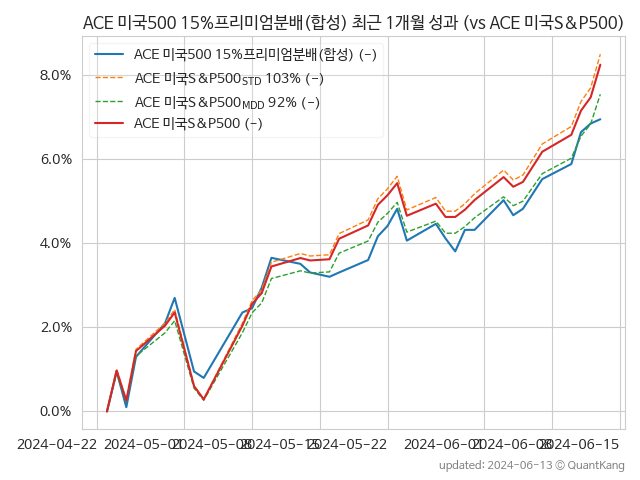 ACE 미국500 15%프리미엄분배(합성) 최근 1개월 성과 (vs ACE 미국S&P500)
ACE 미국500 15%프리미엄분배(합성) (-)
ACE 미국S&P500STD 103% (-)
ACE 미국S&P500MDD 92% (-)
ACE 미국S&P500 (-)
8.0%
6.0%
4.0%
2.0%
0.0%
2024-04-22 2024-05-01 2024-05-08 2024-05-15 2024-05-22 2024-06-01 2024-06-08 2024-06-15
updated: 2024-06-13 © QuantKang